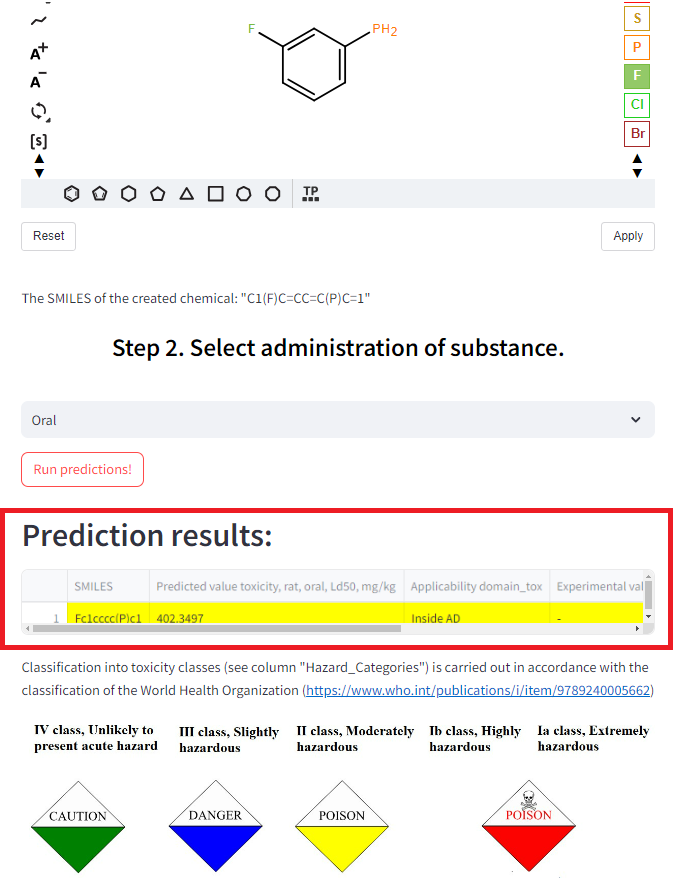 S
A+
F
PH2
P
A-
F
Cl
[s]
Br
TP
Reset
Apply
The SMILES of the created chemical: "C1(F)C=CC=C(P)C=1"
Step 2. Select administration of substance.
Oral
Run predictions!
Prediction results:
SMILES Predicted value toxicity, rat, oral, Ld50, mg/kg Applicability domain_tox Experimental val
1 Fc1cccc(P)c1 402.3497 Inside AD -
Classification into toxicity classes (see column "Hazard_Categories") is carried out in accordance with the
classification of the World Health Organization (https://www.who.int/publications/i/item/9789240005662)
IV class, Unlikely to
present acute hazard
III class, Slightly
hazardous
II class, Moderately
hazardous
Ib class, Highly
hazardous
Ia class, Extremely
hazardous
CAUTION
DANGER
POISON
POISON